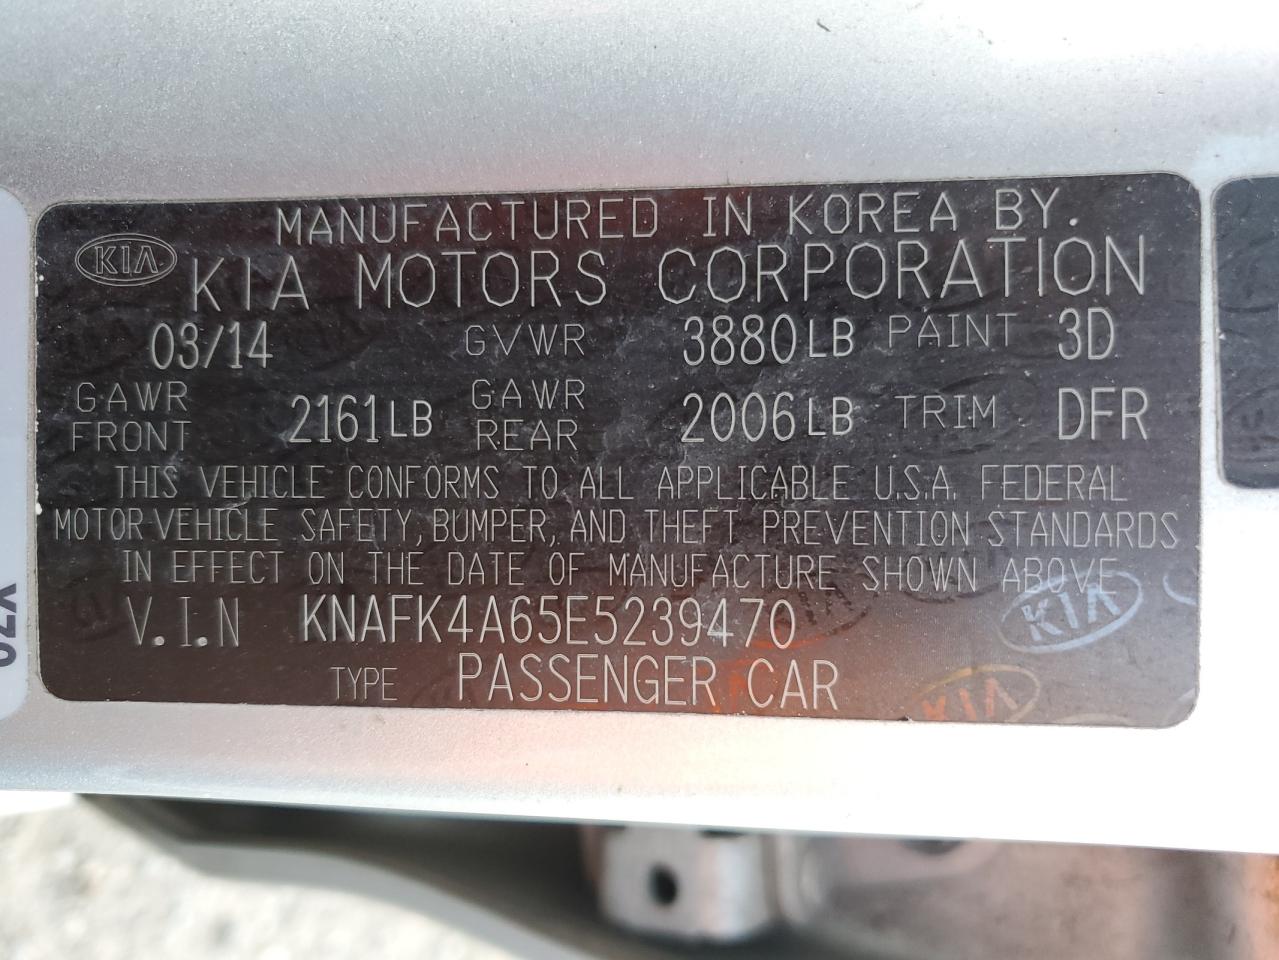 MANUFACTURED IN KOREA BY.
KIA KIA MOTORS CORPORATION
03/14 GVWR 3880LB PAINT 3D
GAWR FRONT 2161LB GAWR REAR 2006LB TRIM DFR
THIS VEHICLE CONFORMS TO ALL APPLICABLE U.S.A. FEDERAL
MOTOR VEHICLE SAFETY, BUMPER, AND THEFT PREVENTION STANDARDS
IN EFFECT ON THE DATE OF MANUFACTURE SHOWN ABOVE
V.I.N KNAFK4A65E5239470
KIA
TYPE PASSENGER CAR
KIA